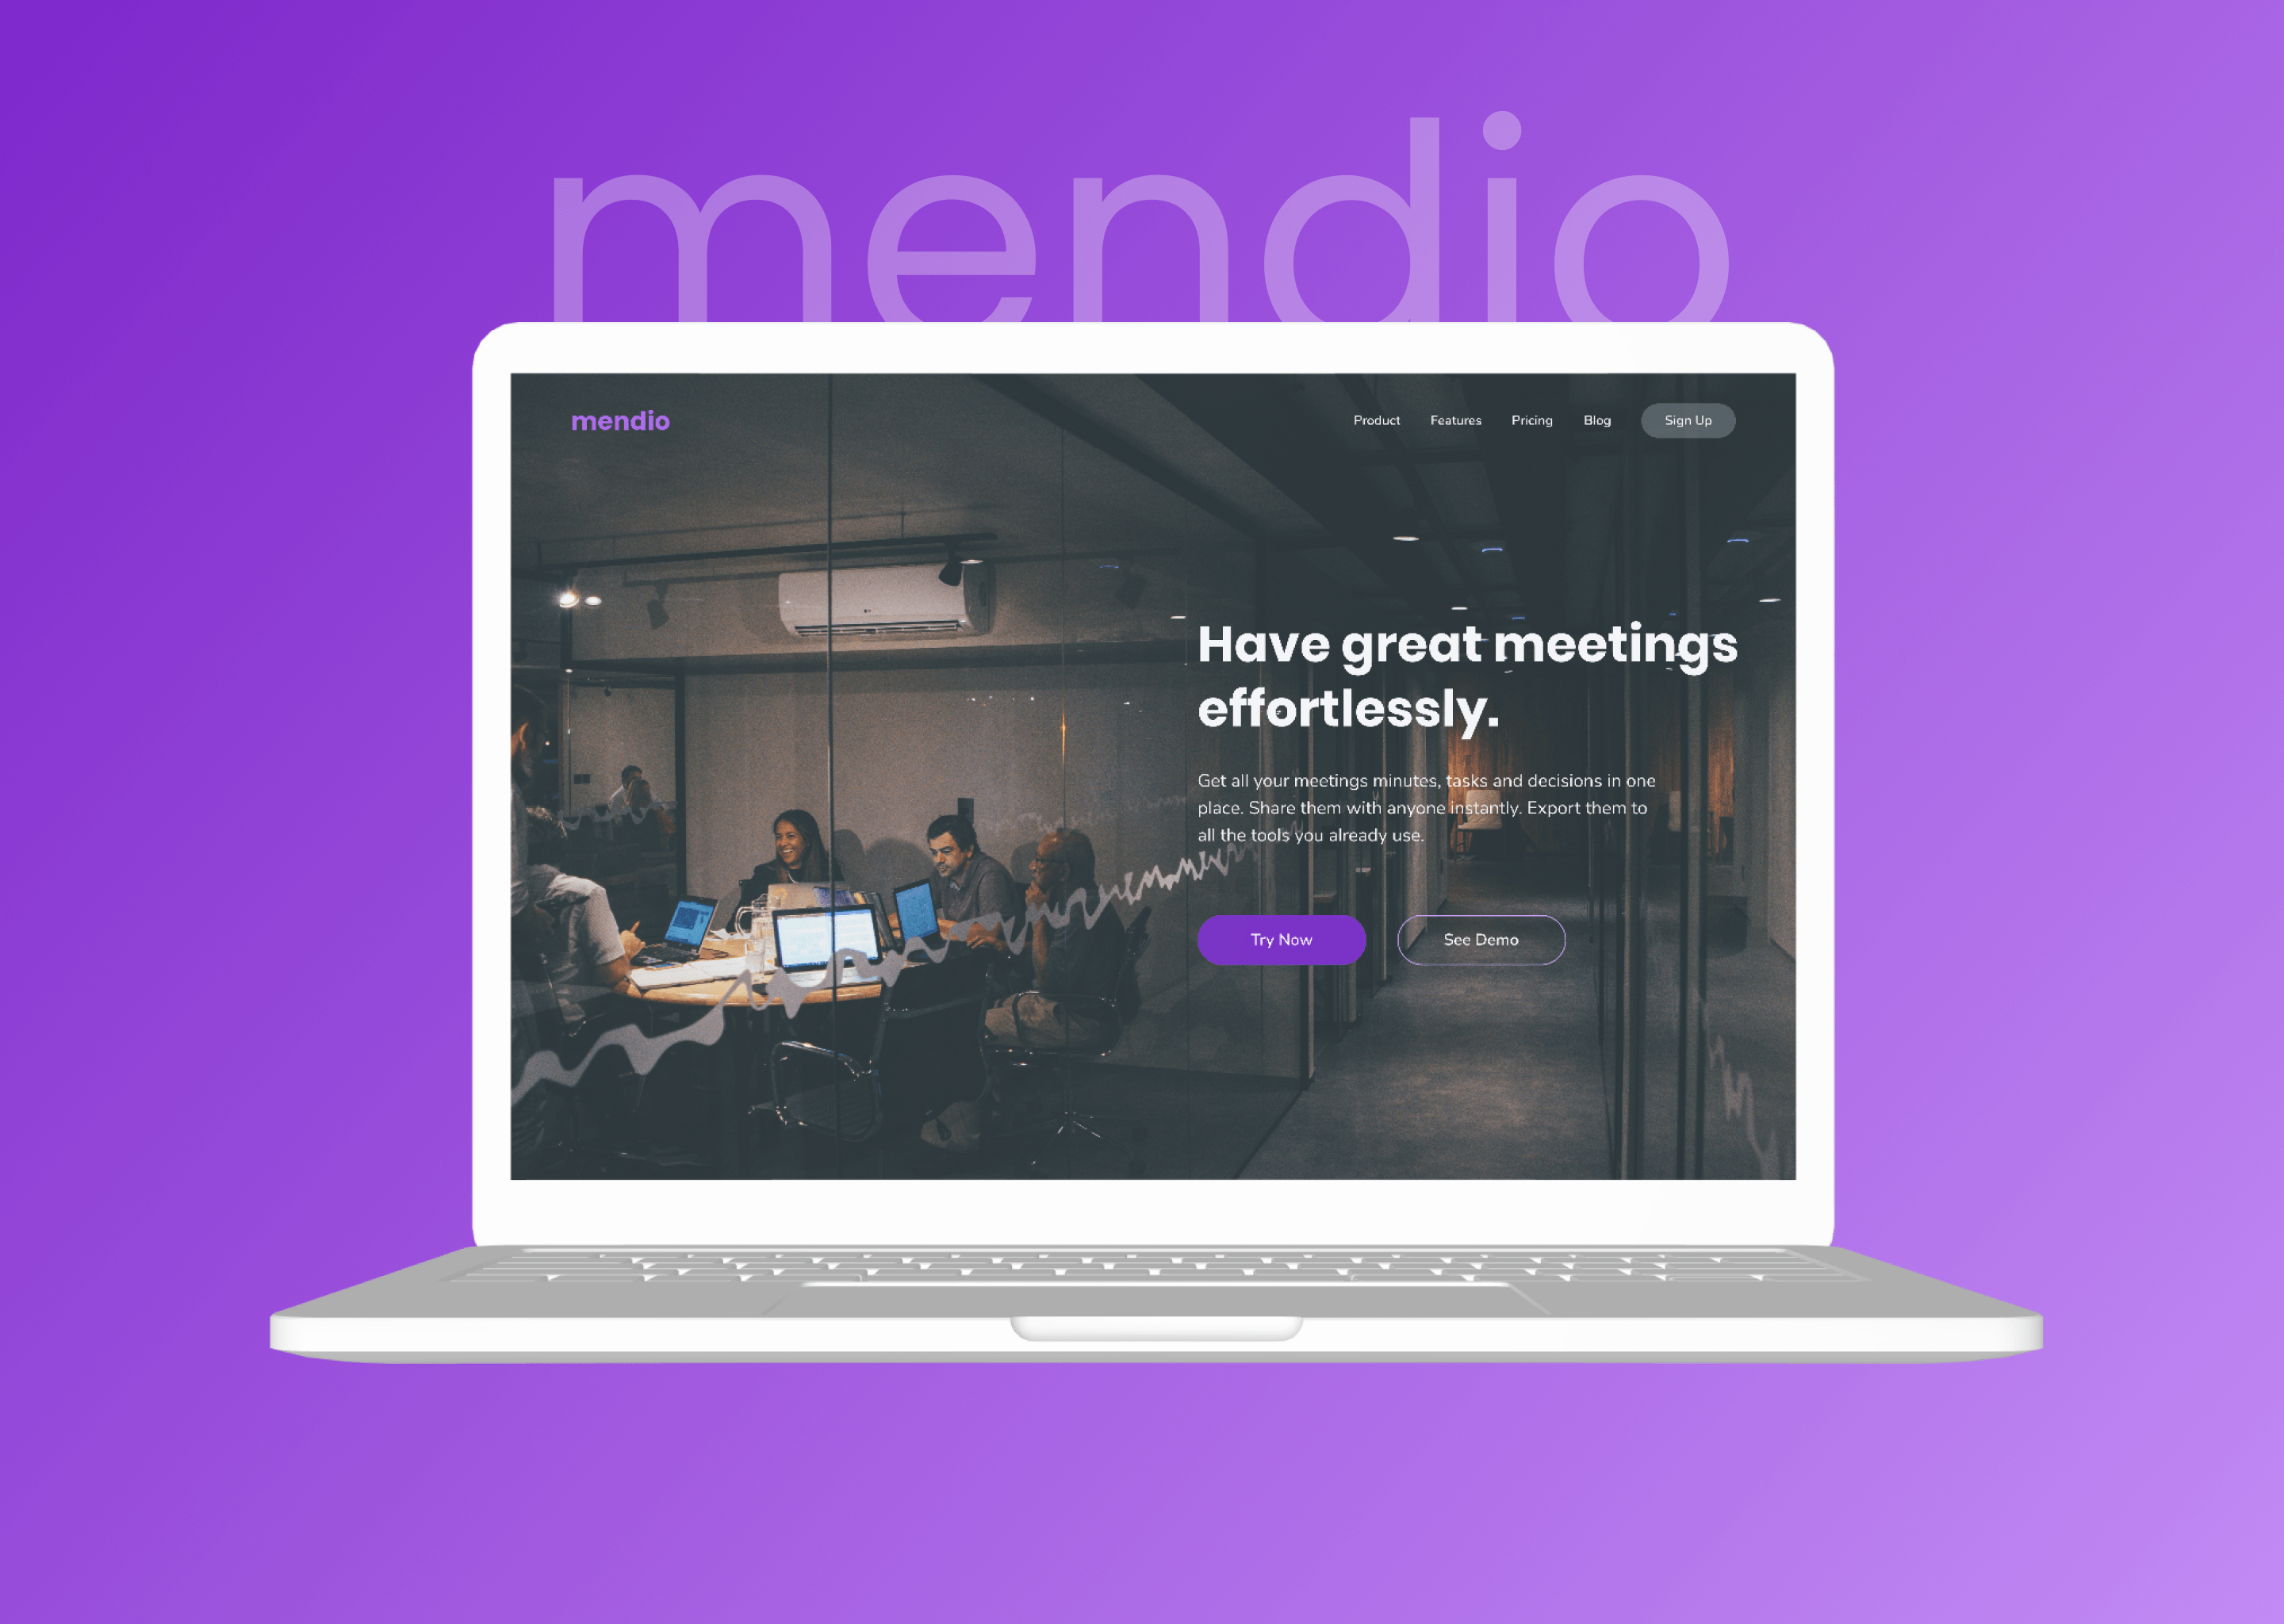 mendio
mendio
Product Features Pricing Blog Sign Up
Have great meetings
effortlessly.
Get all your meetings minutes, tasks and decisions in one
place. Share them with anyone instantly. Export them to
all the tools you already use.
Try Now See Demo